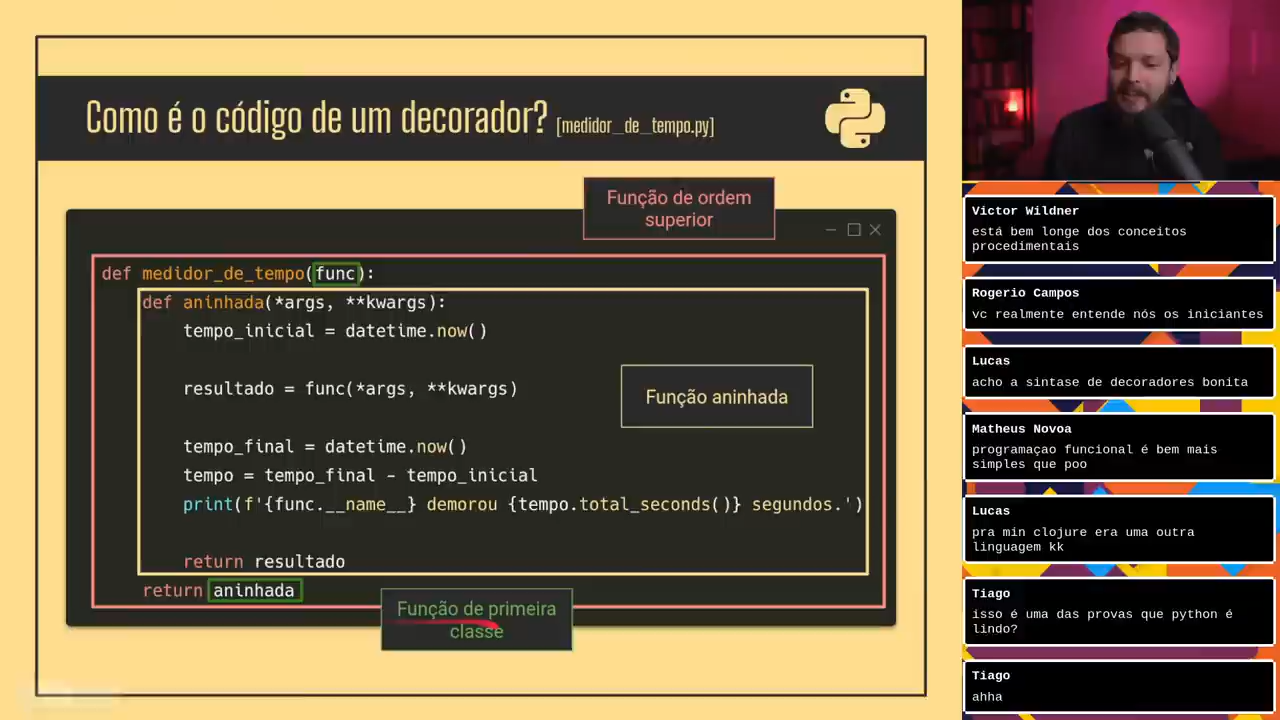 Como é o código de um decorador? [medidor_de_tempo.py]
Função de ordem
superior
def medidor_de_tempo(func):
def aninhada(*args, **kwargs):
tempo_inicial = datetime.now()
resultado = func(*args, **kwargs)
Função aninhada
tempo_final = datetime.now()
tempo = tempo_final - tempo_inicial
print(f'{func.__name__} demorou {tempo.total_seconds()} segundos.')
return resultado
return aninhada
Função de primeira
classe
Victor Wildner
está bem longe dos conceitos
procedimentais
Rogerio Campos
vc realmente entende nós os iniciantes
Lucas
acho a sintase de decoradores bonita
Matheus Novoa
programaçao funcional é bem mais
simples que poo
Lucas
pra min clojure era uma outra
linguagem kk
Tiago
isso é uma das provas que python é
lindo?
Tiago
ahha